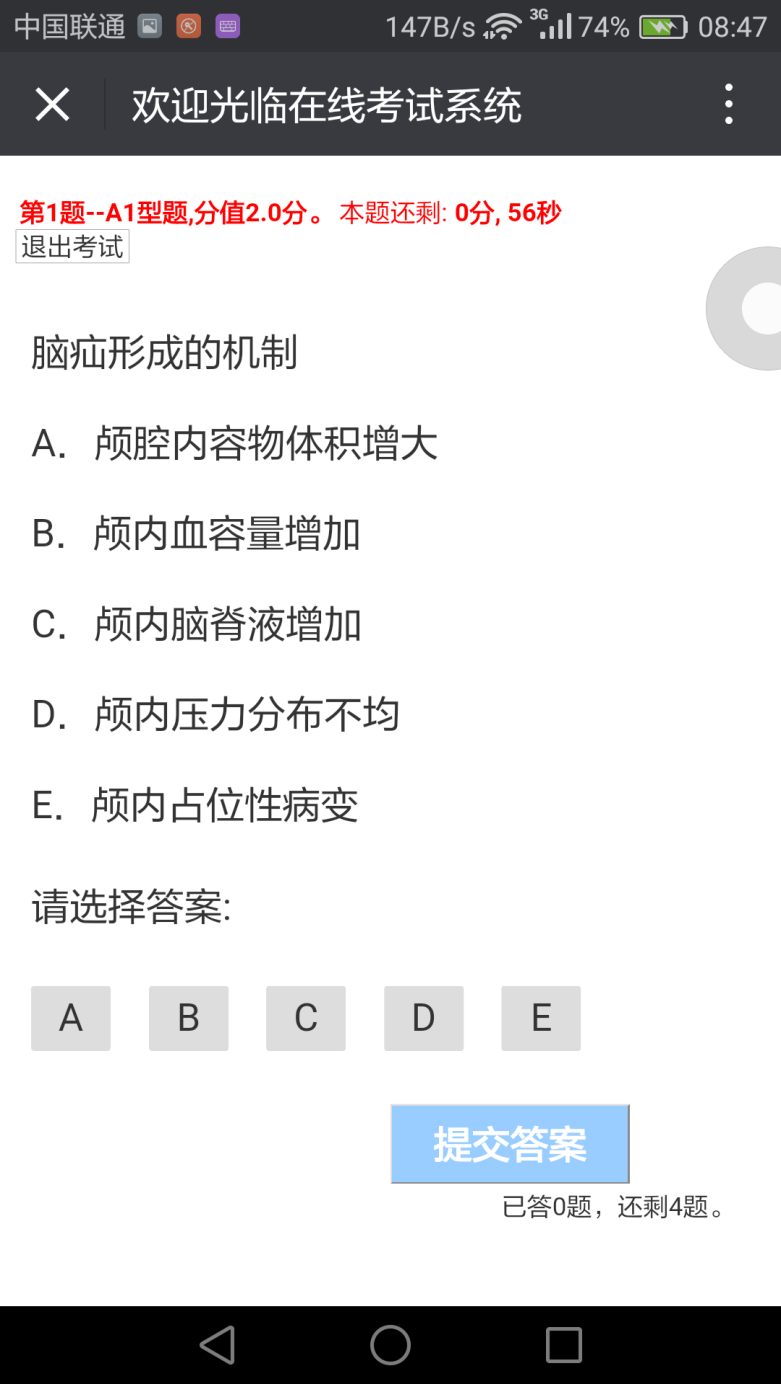 中国联通 147B/s 3G 74% 08:47
欢迎光临在线考试系统
第1题--A1型题,分值2.0分。 本题还剩: 0分, 56秒
退出考试
脑疝形成的机制
A. 颅腔内容物体积增大
B. 颅内血容量增加
C. 颅内脑脊液增加
D. 颅内压力分布不均
E. 颅内占位性病变
请选择答案:
A B C D E
提交答案
已答0题，还剩4题。